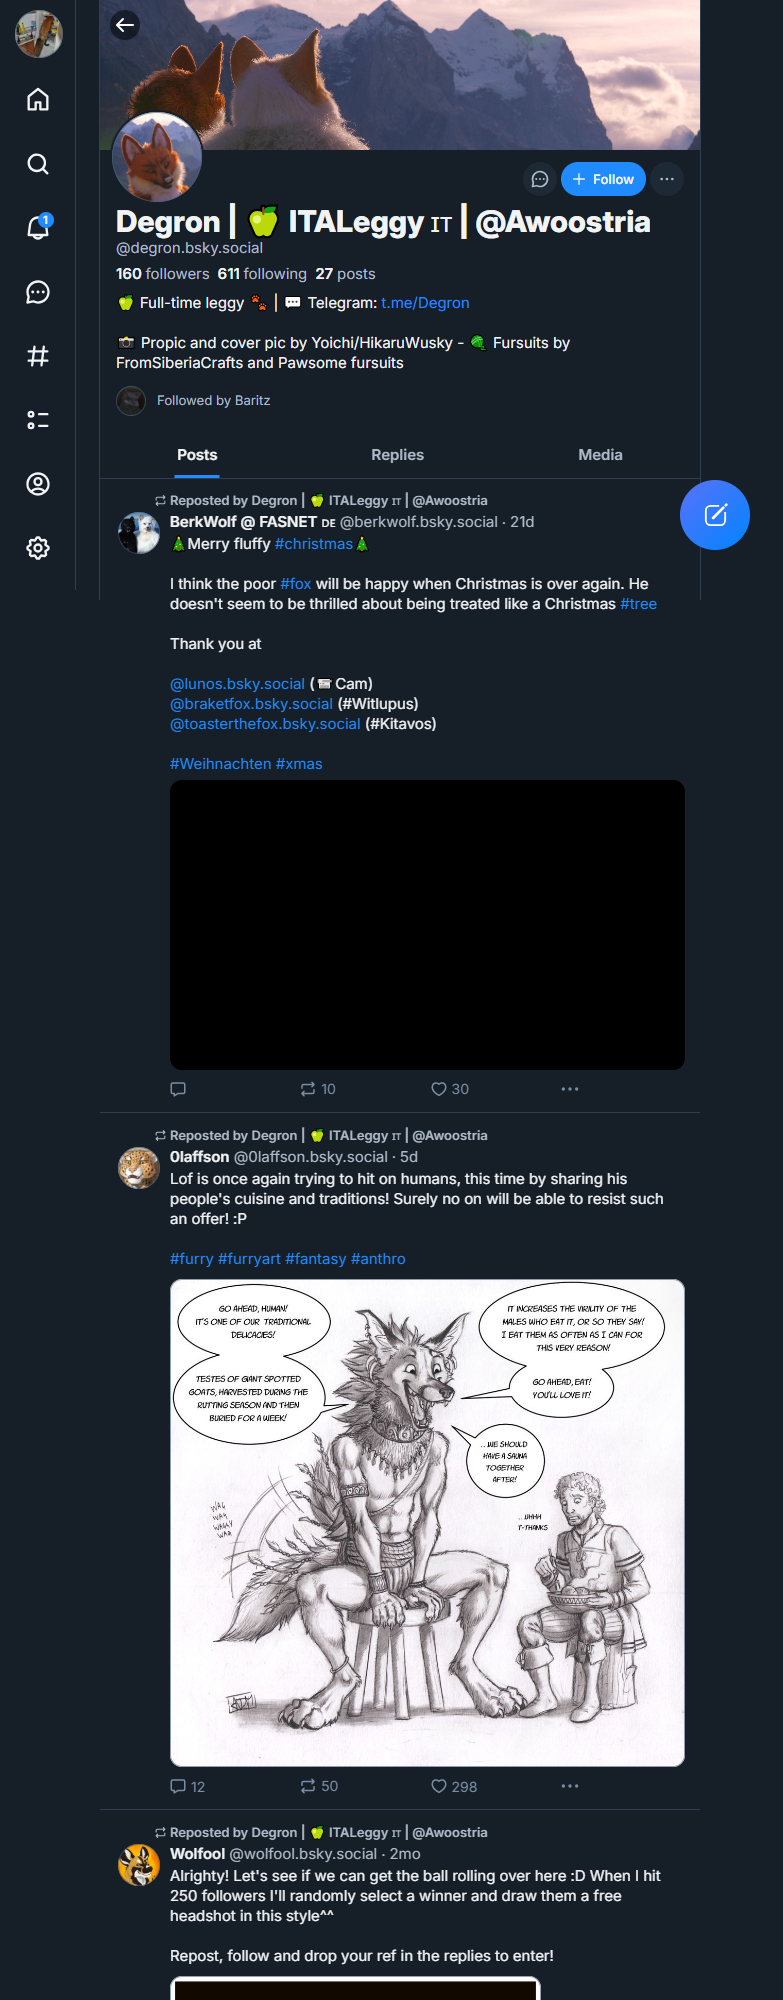 1
Follow
Degron | 🍏 ITALeggy IT | @Awoostria
@degron.bsky.social
160 followers 611 following 27 posts
🍏 Full-time leggy 🐾 | 💬 Telegram: t.me/Degron
📸 Propic and cover pic by Yoichi/HikaruWusky - 🧶 Fursuits by
FromSiberiaCrafts and Pawsome fursuits
Followed by Baritz
Posts Replies Media
Reposted by Degron | 🍏 ITALeggy IT | @Awoostria
BerkWolf @ FASNET DE @berkwolf.bsky.social · 21d
🎄Merry fluffy #christmas🎄
I think the poor #fox will be happy when Christmas is over again. He
doesn't seem to be thrilled about being treated like a Christmas #tree
Thank you at
@lunos.bsky.social (📹Cam)
@braketfox.bsky.social (#Witlupus)
@toasterthefox.bsky.social (#Kitavos)
#Weihnachten #xmas
10 30
Reposted by Degron | 🍏 ITALeggy IT | @Awoostria
0laffson @0laffson.bsky.social · 5d
Lof is once again trying to hit on humans, this time by sharing his
people's cuisine and traditions! Surely no on will be able to resist such
an offer! :P
#furry #furryart #fantasy #anthro
GO AHEAD, HUMAN!
IT'S ONE OF OUR TRADITIONAL
DELICACIES!
TESTES OF GIANT SPOTTED
GOATS, HARVESTED DURING THE
RUTTING SEASON AND THEN
BURIED FOR A WEEK!
IT INCREASES THE VIRILITY OF THE
MALES WHO EAT IT, OR SO THEY SAY!
I EAT THEM AS OFTEN AS I CAN FOR
THIS VERY REASON!
GO AHEAD, EAT!
YOU'LL LOVE IT!
...WE SHOULD
HAVE A SAUNA
TOGETHER
AFTER!
...UHHH
T-THANKS
WAG
WAG
WAGGY
WAG
12 50 298
Reposted by Degron | 🍏 ITALeggy IT | @Awoostria
Wolfool @wolfool.bsky.social · 2mo
Alrighty! Let's see if we can get the ball rolling over here :D When I hit
250 followers I'll randomly select a winner and draw them a free
headshot in this style^^
Repost, follow and drop your ref in the replies to enter!